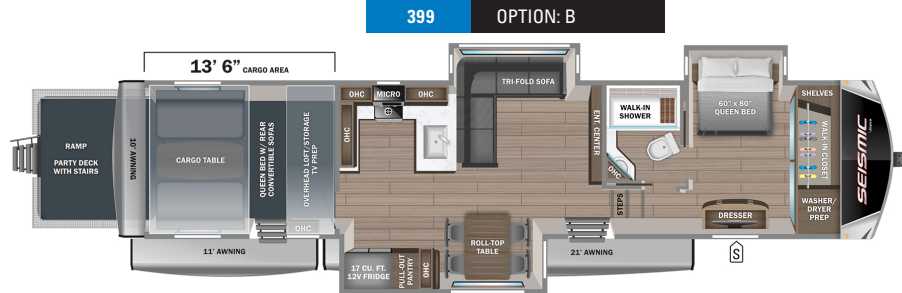 399 OPTION: B
13' 6" CARGO AREA
RAMP
PARTY DECK
WITH STAIRS
10' AWNING
CARGO TABLE
QUEEN BED W/ REAR
CONVERTIBLE SOFAS
OVERHEAD LOFT/STORAGE
TV PREP
OHC
OHC
MICRO
OHC
OHC
TRI-FOLD SOFA
ENT. CENTER
WALK-IN
SHOWER
OHC
STEPS
60" x 80"
QUEEN BED
DRESSER
SHELVES
WALK-IN CLOSET
WASHER/
DRYER
PREP
SEISMIC
11' AWNING
17 CU. FT.
12V FRIDGE
PULL-OUT
PANTRY
OHC
ROLL-TOP
TABLE
21' AWNING
S